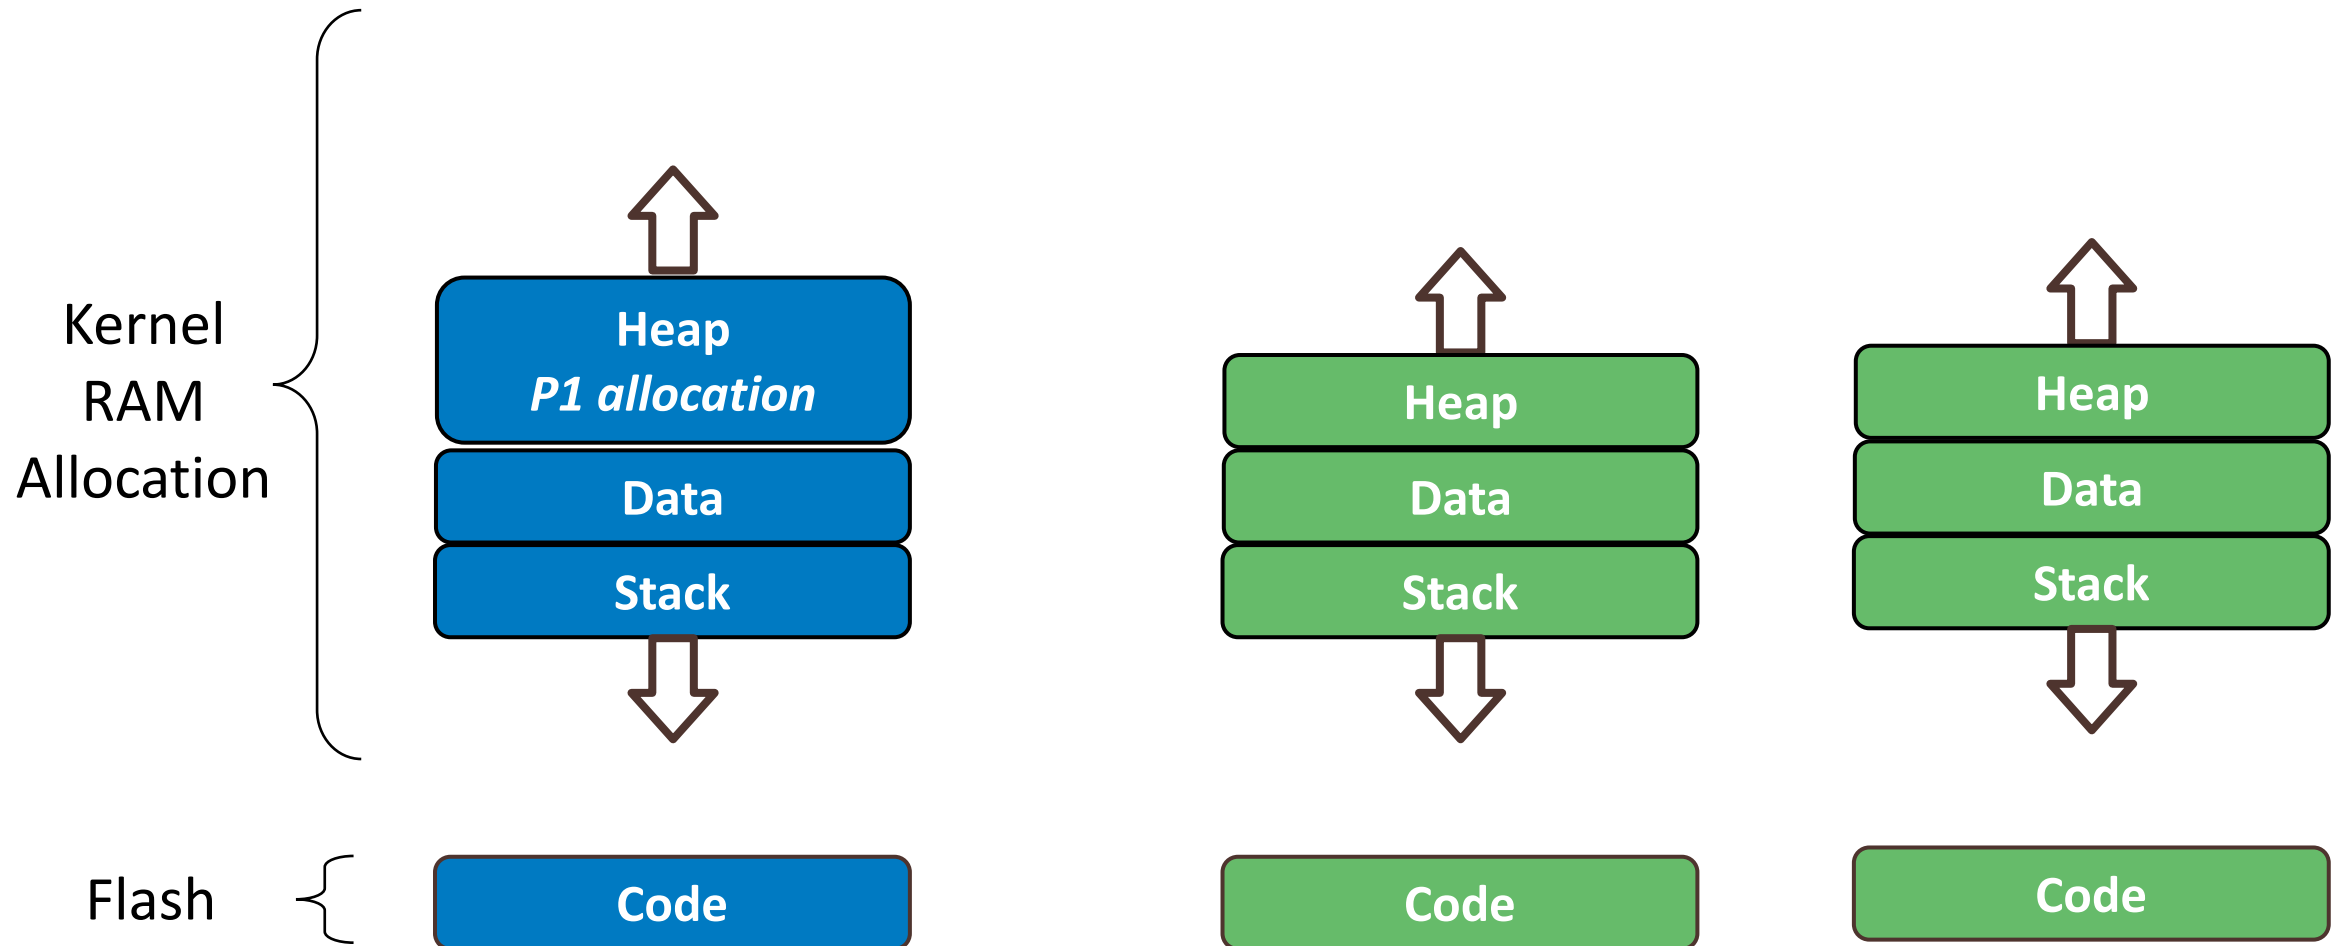 Kernel
RAM
Allocation
Heap
P1 allocation
Data
Stack
Heap
Data
Stack
Heap
Data
Stack
Flash
Code
Code
Code